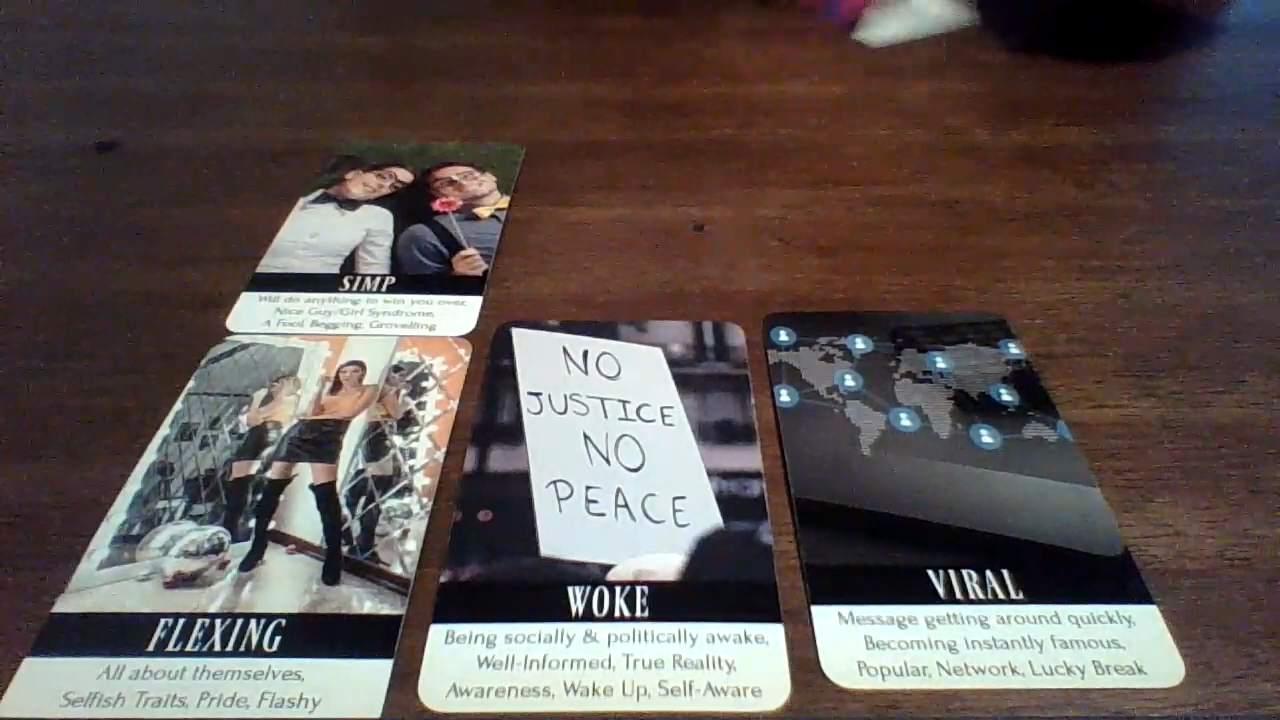 SIMP
Will do anything to win you over,
Nice Guy/Girl Syndrome,
A Fool, Begging, Grovelling
FLEXING
All about themselves,
Selfish Traits, Pride, Flashy
NO
JUSTICE
NO
PEACE
WOKE
Being socially & politically awake,
Well-Informed, True Reality,
Awareness, Wake Up, Self-Aware
VIRAL
Message getting around quickly,
Becoming instantly famous,
Popular, Network, Lucky Break